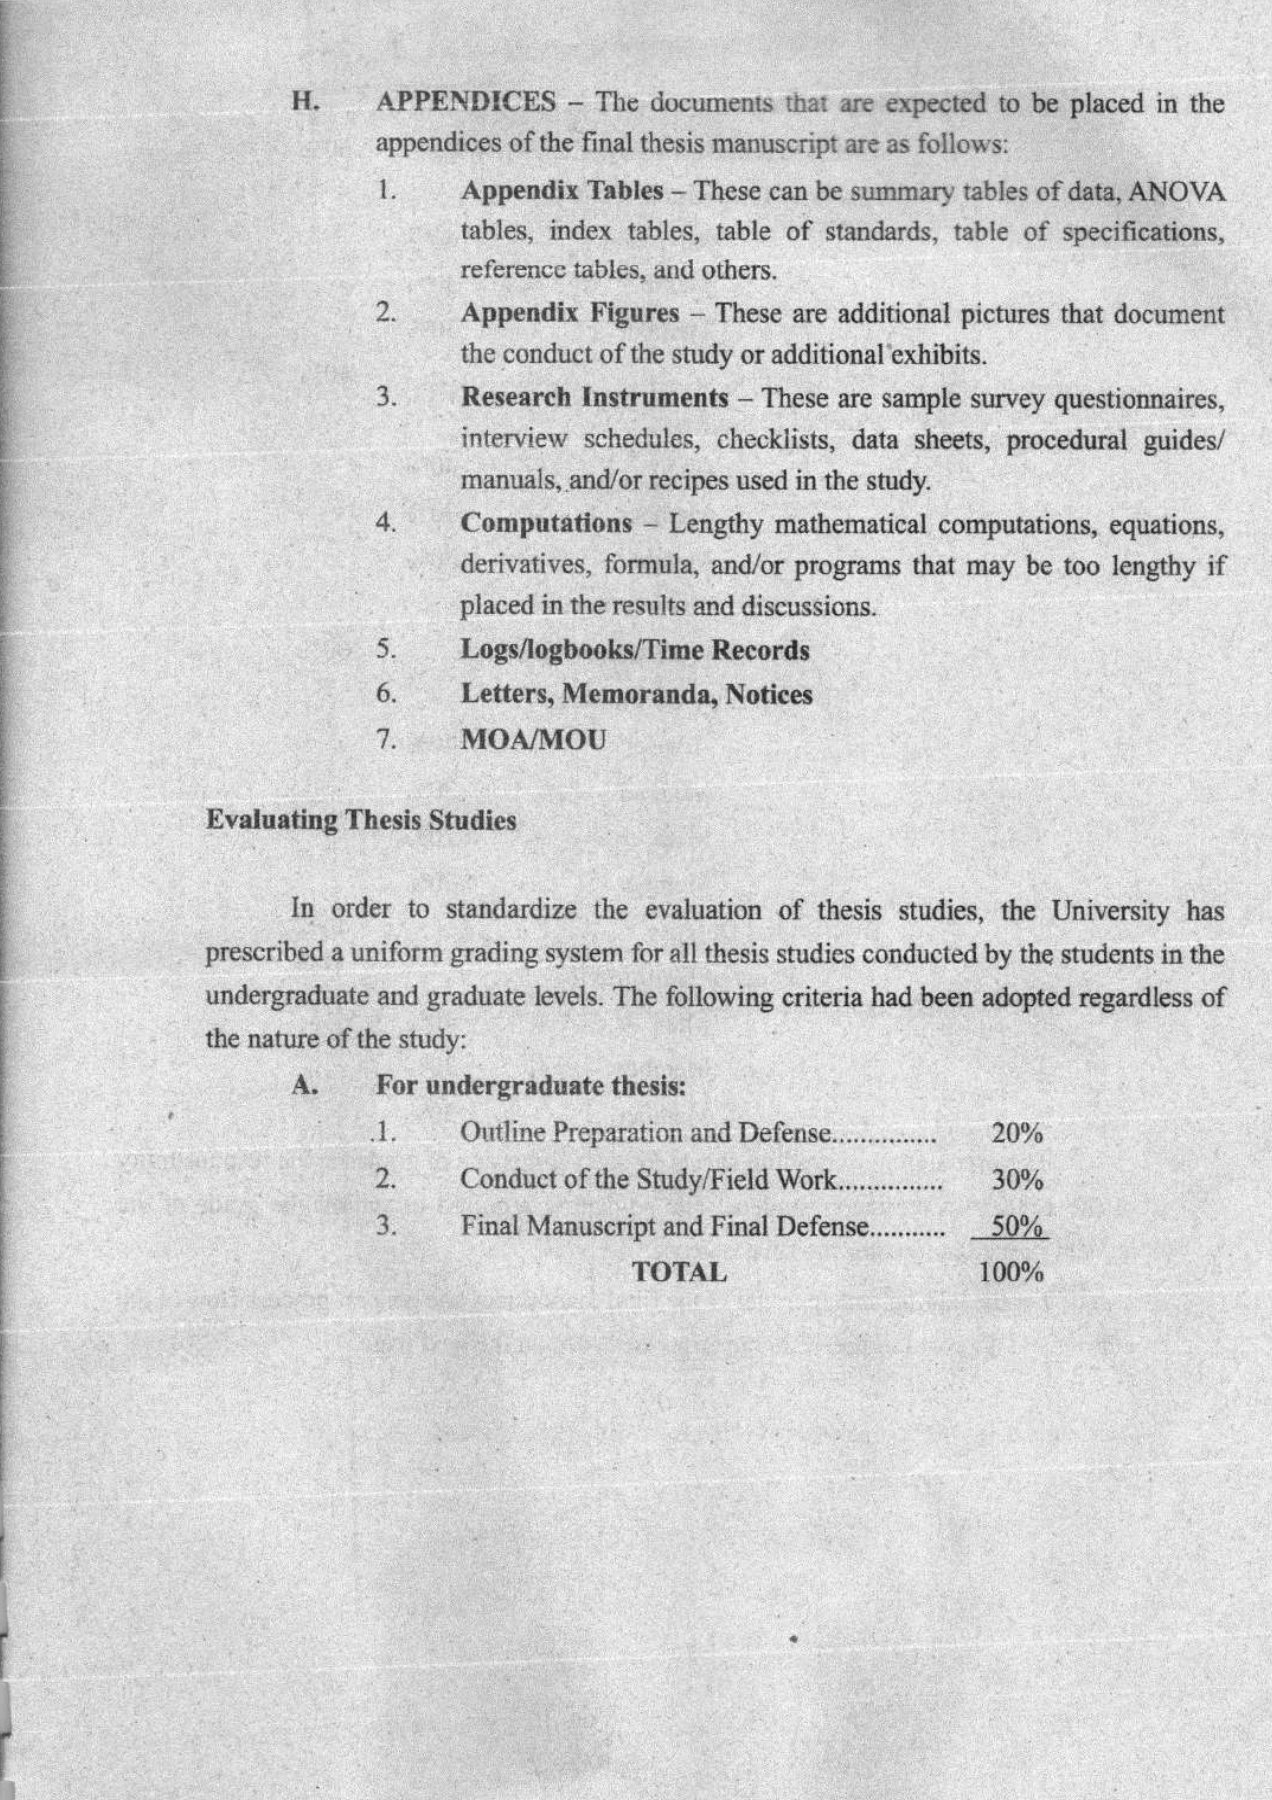 H. APPENDICES – The documents that are expected to be placed in the
appendices of the final thesis manuscript are as follows:
1. Appendix Tables – These can be summary tables of data, ANOVA
tables, index tables, table of standards, table of specifications,
reference tables, and others.
2. Appendix Figures – These are additional pictures that document
the conduct of the study or additional exhibits.
3. Research Instruments – These are sample survey questionnaires,
interview schedules, checklists, data sheets, procedural guides/
manuals, and/or recipes used in the study.
4. Computations – Lengthy mathematical computations, equations,
derivatives, formula, and/or programs that may be too lengthy if
placed in the results and discussions.
5. Logs/logbooks/Time Records
6. Letters, Memoranda, Notices
7. MOA/MOU
Evaluating Thesis Studies
In order to standardize the evaluation of thesis studies, the University has
prescribed a uniform grading system for all thesis studies conducted by the students in the
undergraduate and graduate levels. The following criteria had been adopted regardless of
the nature of the study:
A. For undergraduate thesis:
1. Outline Preparation and Defense.............. 20%
2. Conduct of the Study/Field Work............... 30%
3. Final Manuscript and Final Defense........... 50%
TOTAL 100%